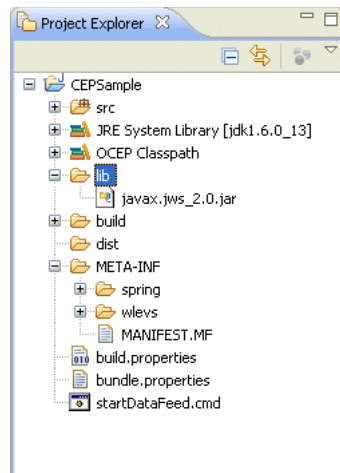 Project Explorer
CEPSample
src
JRE System Library [jdk1.6.0_13]
OCEP Classpath
lib
javax.jws_2.0.jar
build
dist
META-INF
spring
wlevs
MANIFEST.MF
build.properties
bundle.properties
startDataFeed.cmd